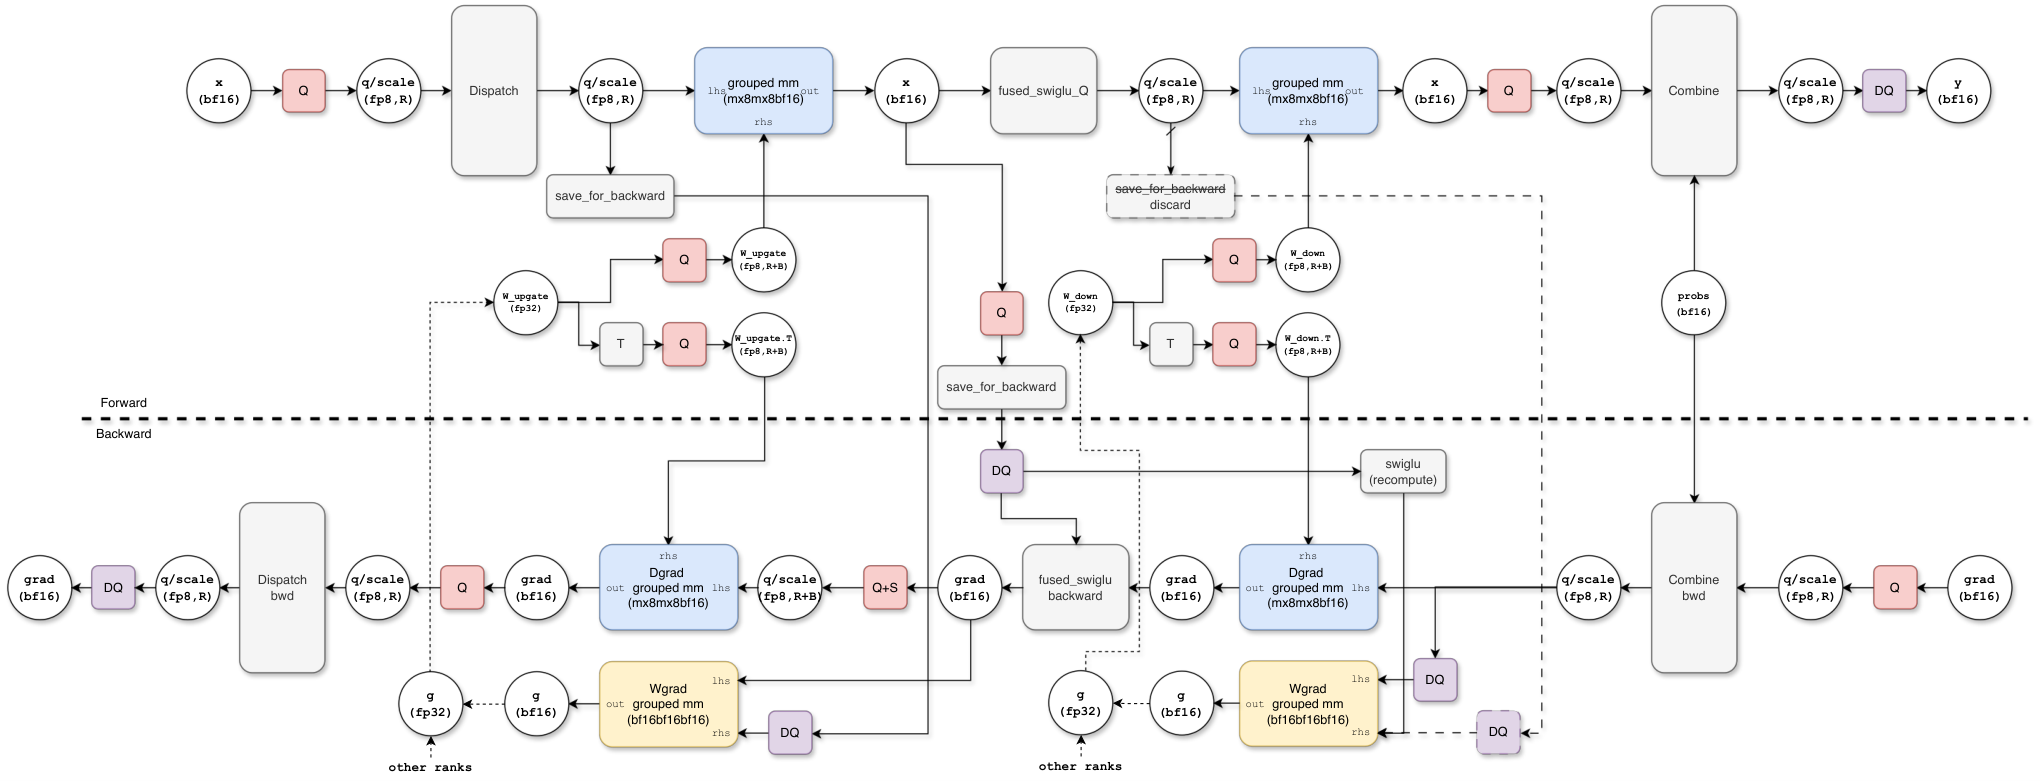 x
(bf16)
Q
q/scale
(fp8,R)
Dispatch
q/scale
(fp8,R)
grouped mm
(mx8mx8bf16)
lhs
out
rhs
x
(bf16)
fused_swiglu_Q
q/scale
(fp8,R)
grouped mm
(mx8mx8bf16)
lhs
out
rhs
x
(bf16)
Q
q/scale
(fp8,R)
Combine
q/scale
(fp8,R)
DQ
y
(bf16)
save_for_backward
save_for_backward
discard
W_upgate
(fp32)
Q
W_upgate
(fp8,R+B)
T
Q
W_upgate.T
(fp8,R+B)
Q
save_for_backward
W_down
(fp32)
Q
W_down
(fp8,R+B)
T
Q
W_down.T
(fp8,R+B)
probs
(bf16)
Forward
Backward
DQ
swiglu
(recompute)
grad
(bf16)
DQ
q/scale
(fp8,R)
Dispatch
bwd
q/scale
(fp8,R)
Q
grad
(bf16)
rhs
Dgrad
grouped mm
(mx8mx8bf16)
out
lhs
q/scale
(fp8,R+B)
Q+S
grad
(bf16)
fused_swiglu
backward
grad
(bf16)
rhs
Dgrad
grouped mm
(mx8mx8bf16)
out
lhs
q/scale
(fp8,R)
Combine
bwd
q/scale
(fp8,R)
Q
grad
(bf16)
g
(fp32)
g
(bf16)
Wgrad
grouped mm
(bf16bf16bf16)
out
lhs
rhs
DQ
g
(fp32)
g
(bf16)
Wgrad
grouped mm
(bf16bf16bf16)
out
lhs
rhs
DQ
DQ
other ranks
other ranks